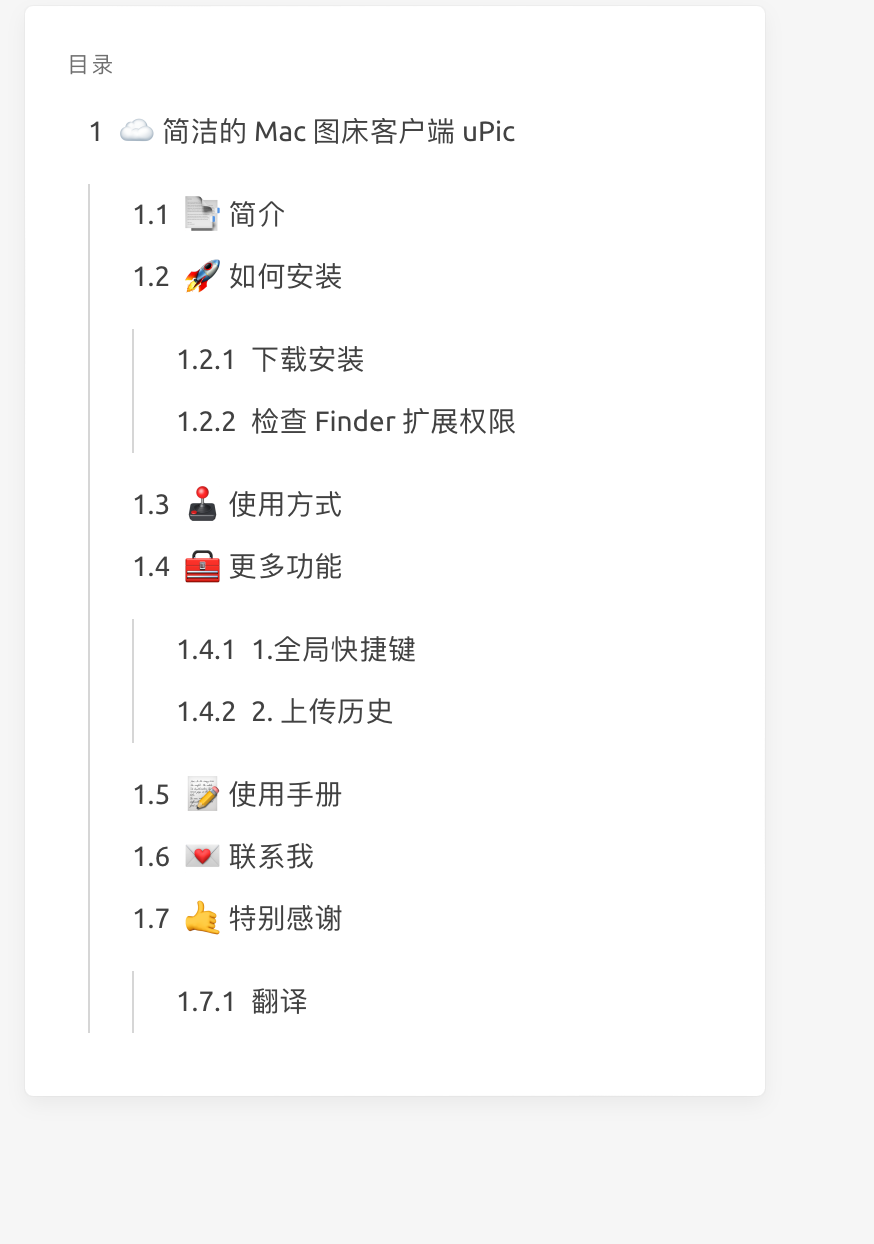 目录
1 ☁️ 简洁的 Mac 图床客户端 uPic
1.1 📑 简介
1.2 🚀 如何安装
1.2.1 下载安装
1.2.2 检查 Finder 扩展权限
1.3 🕹 使用方式
1.4 🧰 更多功能
1.4.1 1.全局快捷键
1.4.2 2. 上传历史
1.5 📝 使用手册
1.6 💌 联系我
1.7 🤙 特别感谢
1.7.1 翻译